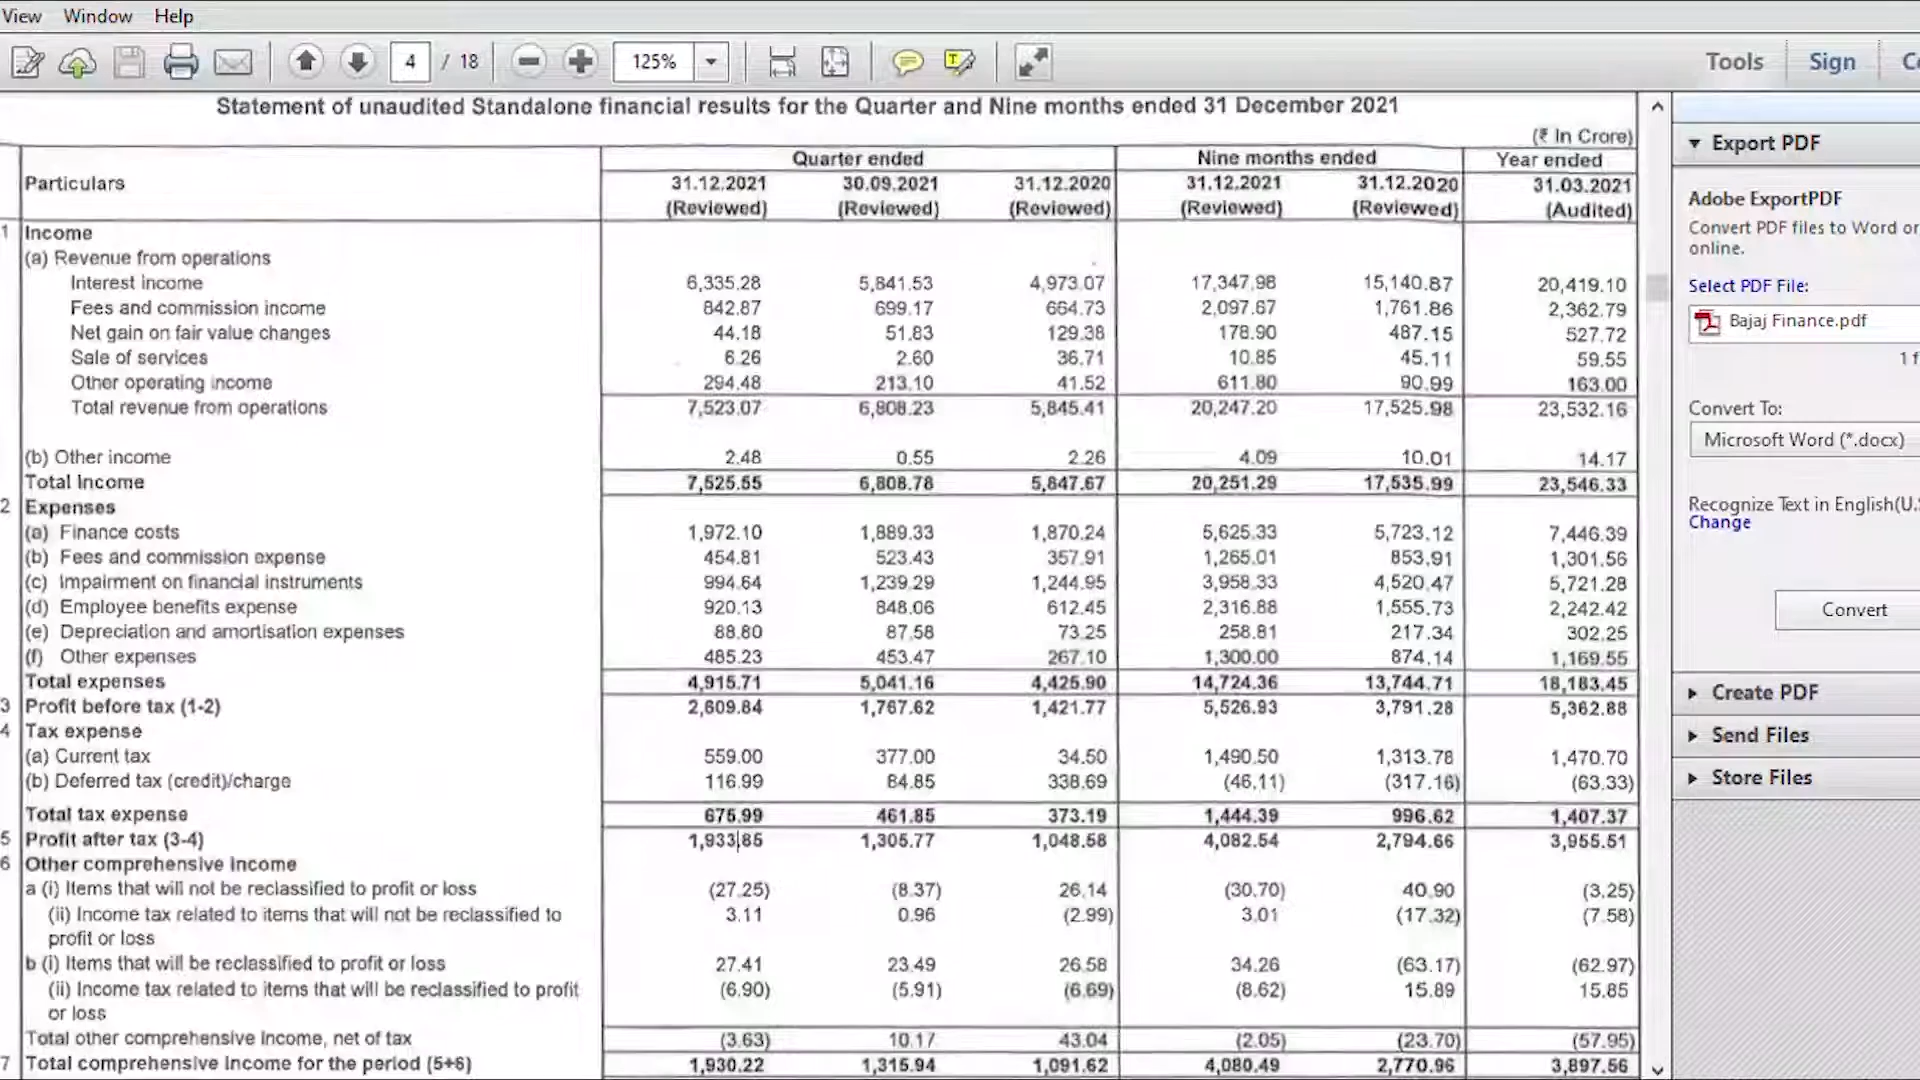 View Window Help
4 / 18 125% Tools Sign
Statement of unaudited Standalone financial results for the Quarter and Nine months ended 31 December 2021
(₹ In Crore)
Particulars Quarter ended Nine months ended Year ended
31.12.2021 30.09.2021 31.12.2020 31.12.2021 31.12.2020 31.03.2021
(Reviewed) (Reviewed) (Reviewed) (Reviewed) (Reviewed) (Audited)
1 Income
(a) Revenue from operations
Interest income 6,335.28 5,841.53 4,973.07 17,347.98 15,140.87 20,419.10
Fees and commission income 842.87 699.17 664.73 2,097.67 1,761.86 2,362.79
Net gain on fair value changes 44.18 51.83 129.38 178.90 487.15 527.72
Sale of services 6.26 2.60 36.71 10.85 45.11 59.55
Other operating income 294.48 213.10 41.52 611.80 90.99 163.00
Total revenue from operations 7,523.07 6,808.23 5,845.41 20,247.20 17,525.98 23,532.16
(b) Other income 2.48 0.55 2.26 4.09 10.01 14.17
Total Income 7,525.55 6,808.78 5,847.67 20,251.29 17,535.99 23,546.33
2 Expenses
(a) Finance costs 1,972.10 1,889.33 1,870.24 5,625.33 5,723.12 7,446.39
(b) Fees and commission expense 454.81 523.43 357.91 1,265.01 853.91 1,301.56
(c) Impairment on financial instruments 994.64 1,239.29 1,244.95 3,958.33 4,520.47 5,721.28
(d) Employee benefits expense 920.13 848.06 612.45 2,316.88 1,555.73 2,242.42
(e) Depreciation and amortisation expenses 88.80 87.58 73.25 258.81 217.34 302.25
(f) Other expenses 485.23 453.47 267.10 1,300.00 874.14 1,169.55
Total expenses 4,915.71 5,041.16 4,425.90 14,724.36 13,744.71 18,183.45
3 Profit before tax (1-2) 2,609.84 1,767.62 1,421.77 5,526.93 3,791.28 5,362.88
4 Tax expense
(a) Current tax 559.00 377.00 34.50 1,490.50 1,313.78 1,470.70
(b) Deferred tax (credit)/charge 116.99 84.85 338.69 (46.11) (317.16) (63.33)
Total tax expense 675.99 461.85 373.19 1,444.39 996.62 1,407.37
5 Profit after tax (3-4) 1,933.85 1,305.77 1,048.58 4,082.54 2,794.66 3,955.51
6 Other comprehensive income
a (i) Items that will not be reclassified to profit or loss (27.25) (8.37) 26.14 (30.70) 40.90 (3.25)
(ii) Income tax related to items that will not be reclassified to 3.11 0.96 (2.99) 3.01 (17.32) (7.58)
profit or loss
b (i) Items that will be reclassified to profit or loss 27.41 23.49 26.58 34.26 (63.17) (62.97)
(ii) Income tax related to items that will be reclassified to profit (6.90) (5.91) (6.69) (8.62) 15.89 15.85
or loss
Total other comprehensive income, net of tax (3.63) 10.17 43.04 (2.05) (23.70) (57.95)
7 Total comprehensive income for the period (5+6) 1,930.22 1,315.94 1,091.62 4,080.49 2,770.96 3,897.56
Export PDF
Adobe ExportPDF
Convert PDF files to Word or
online.
Select PDF File:
Bajaj Finance.pdf
1 f
Convert To:
Microsoft Word (*.docx)
Recognize Text in English(U.
Change
Convert
Create PDF
Send Files
Store Files